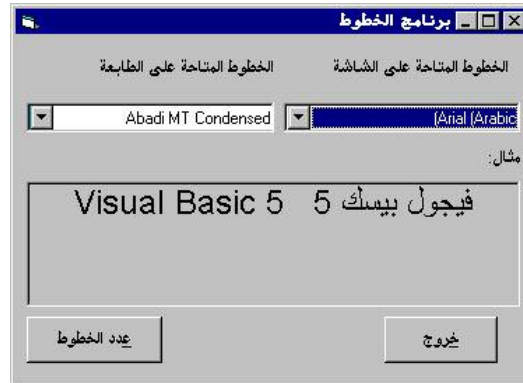 برنامج الخطوط
الخطوط المتاحة على الشاشة
الخطوط المتاحة على الطابعة
(Arial (Arabic
Abadi MT Condensed
مثال:
فيجول بيسك 5 Visual Basic 5
خروج
عدد الخطوط